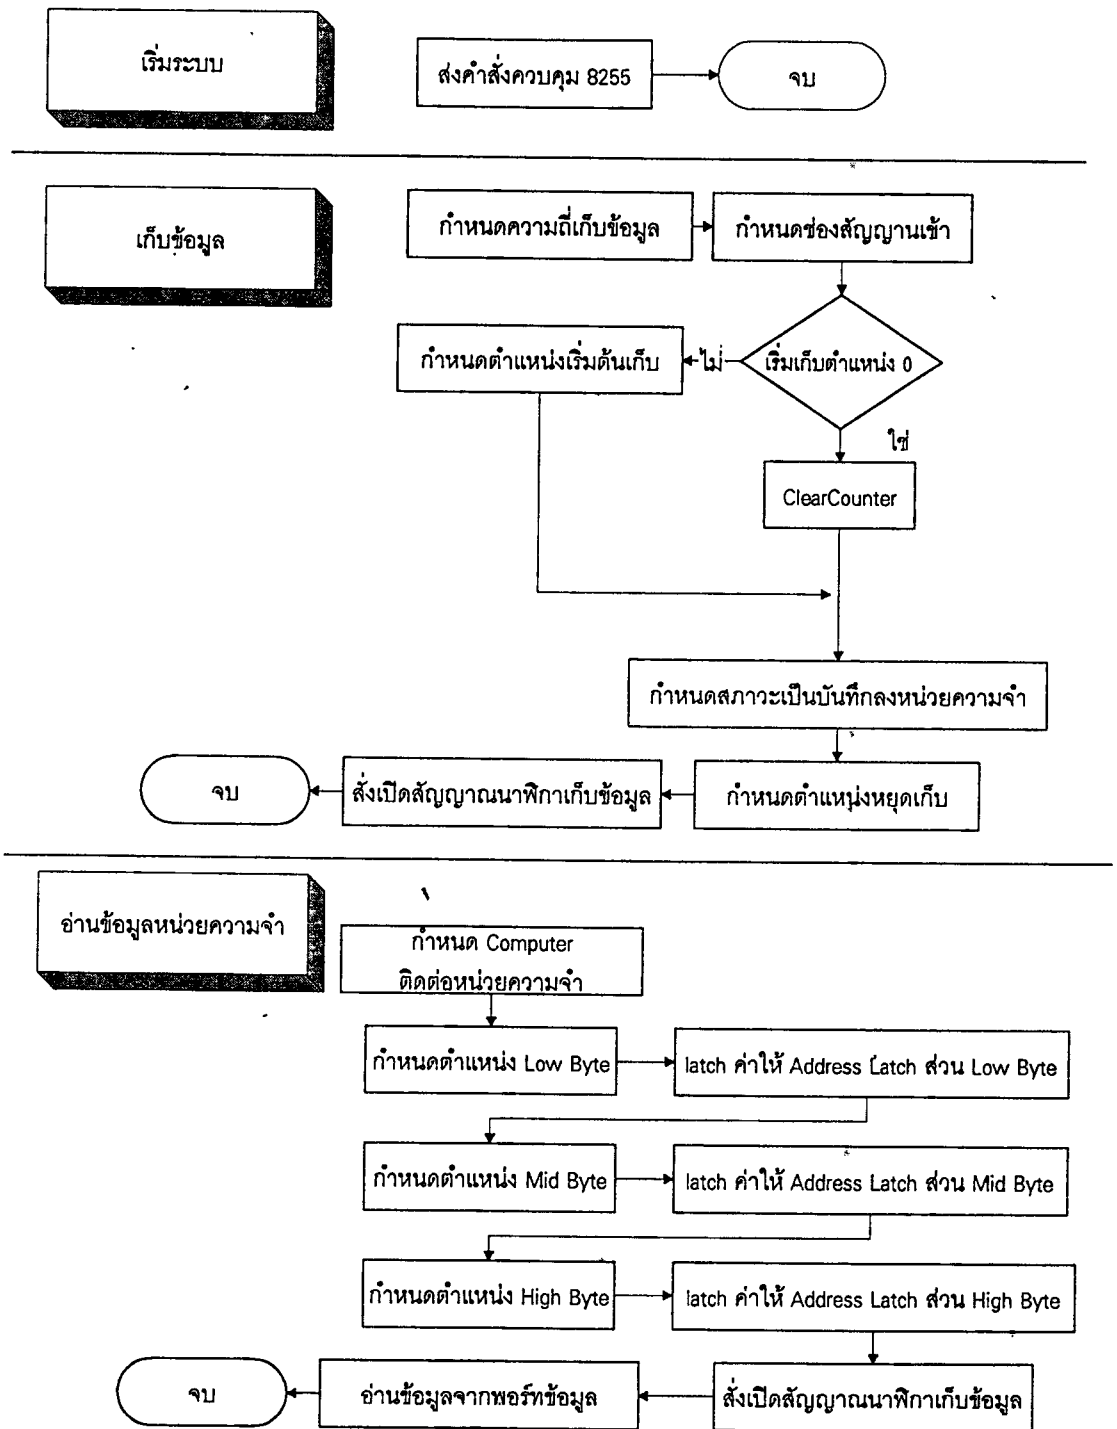 เริ่มระบบ
ส่งคำสั่งควบคุม 8255
จบ
เก็บข้อมูล
กำหนดความถี่เก็บข้อมูล
กำหนดช่องสัญญานเข้า
เริ่มเก็บตำแหน่ง 0
ไม่
กำหนดตำแหน่งเริ่มต้นเก็บ
ใช่
ClearCounter
กำหนดสภาวะเป็นบันทึกลงหน่วยความจำ
กำหนดตำแหน่งหยุดเก็บ
สั่งเปิดสัญญาณนาฬิกาเก็บข้อมูล
จบ
อ่านข้อมูลหน่วยความจำ
กำหนด Computer
ติดต่อหน่วยความจำ
กำหนดตำแหน่ง Low Byte
latch ค่าให้ Address Latch ส่วน Low Byte
กำหนดตำแหน่ง Mid Byte
latch ค่าให้ Address Latch ส่วน Mid Byte
กำหนดตำแหน่ง High Byte
latch ค่าให้ Address Latch ส่วน High Byte
สั่งเปิดสัญญาณนาฬิกาเก็บข้อมูล
อ่านข้อมูลจากพอร์ทข้อมูล
จบ